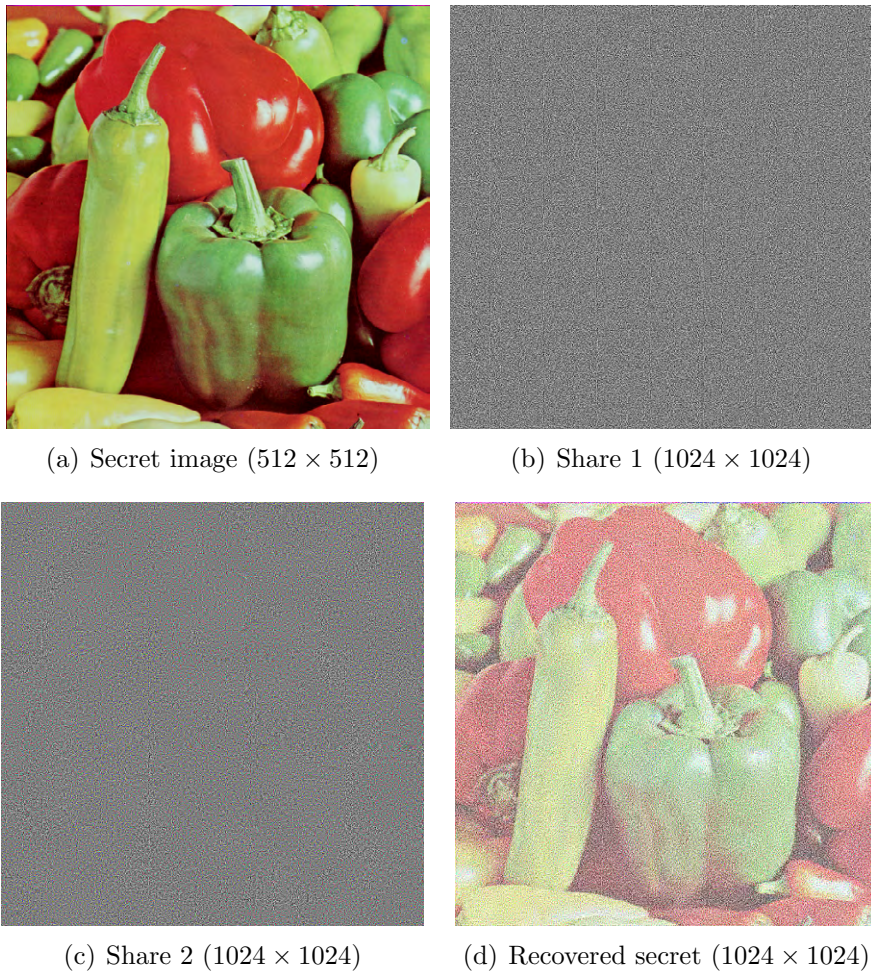 (a) Secret image (512 × 512)
(b) Share 1 (1024 × 1024)
(c) Share 2 (1024 × 1024)
(d) Recovered secret (1024 × 1024)